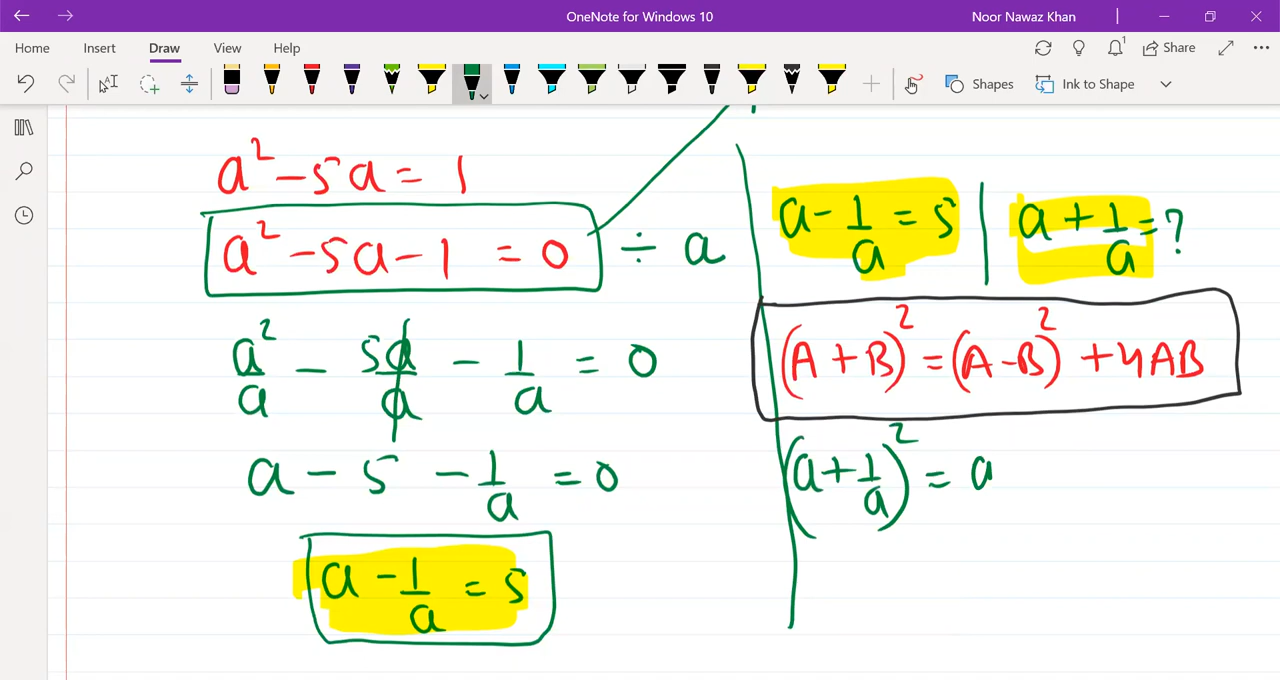 OneNote for Windows 10
Noor Nawaz Khan
Home Insert Draw View Help
Share
Shapes
Ink to Shape
a² - 5a = 1
a² - 5a - 1 = 0 ÷ a
a²/a - 5a/a - 1/a = 0
a - 5 - 1/a = 0
a - 1/a = 5
a - 1/a = 5 | a + 1/a = ?
(A + B)² = (A - B)² + 4AB
(a + 1/a)² = a